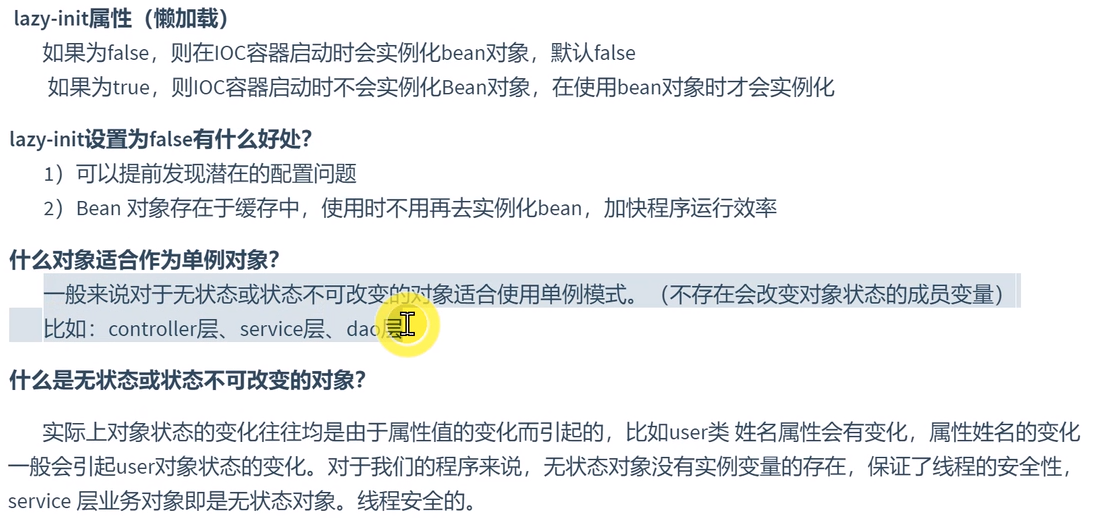 lazy-init属性（懒加载）
如果为false，则在IOC容器启动时会实例化bean对象，默认false
如果为true，则IOC容器启动时不会实例化Bean对象，在使用bean对象时才会实例化
lazy-init设置为false有什么好处？
1）可以提前发现潜在的配置问题
2）Bean 对象存在于缓存中，使用时不用再去实例化bean，加快程序运行效率
什么对象适合作为单例对象？
一般来说对于无状态或状态不可改变的对象适合使用单例模式。（不存在会改变对象状态的成员变量）
比如：controller层、service层、dao层
什么是无状态或状态不可改变的对象？
实际上对象状态的变化往往均是由于属性值的变化而引起的，比如user类 姓名属性会有变化，属性姓名的变化
一般会引起user对象状态的变化。对于我们的程序来说，无状态对象没有实例变量的存在，保证了线程的安全性，
service 层业务对象即是无状态对象。线程安全的。